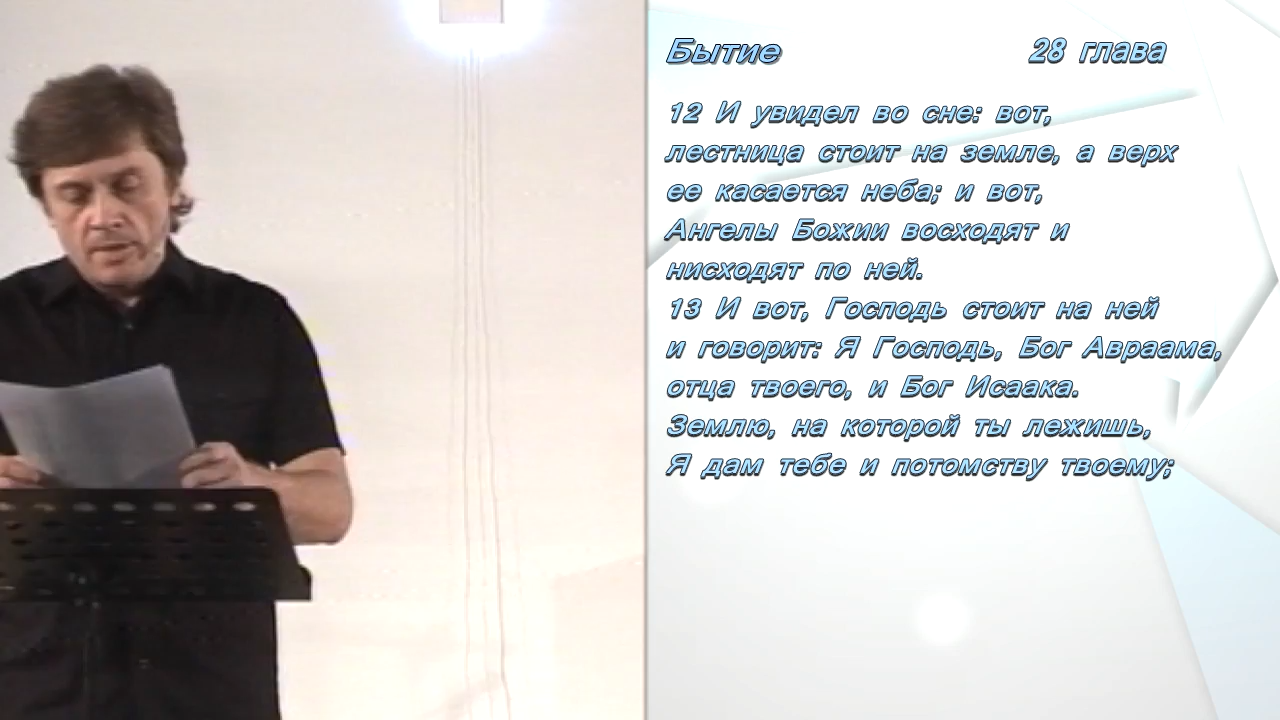 Бытие 28 глава
12 И увидел во сне: вот,
лестница стоит на земле, а верх
ее касается неба; и вот,
Ангелы Божии восходят и
нисходят по ней.
13 И вот, Господь стоит на ней
и говорит: Я Господь, Бог Авраама,
отца твоего, и Бог Исаака.
Землю, на которой ты лежишь,
Я дам тебе и потомству твоему;